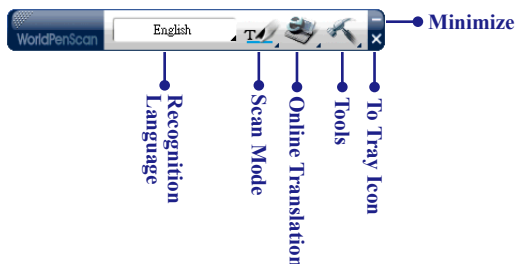 WorldPenScan
English
T
Minimize
Recognition
Language
Scan Mode
Online Translation
Tools
To Tray Icon